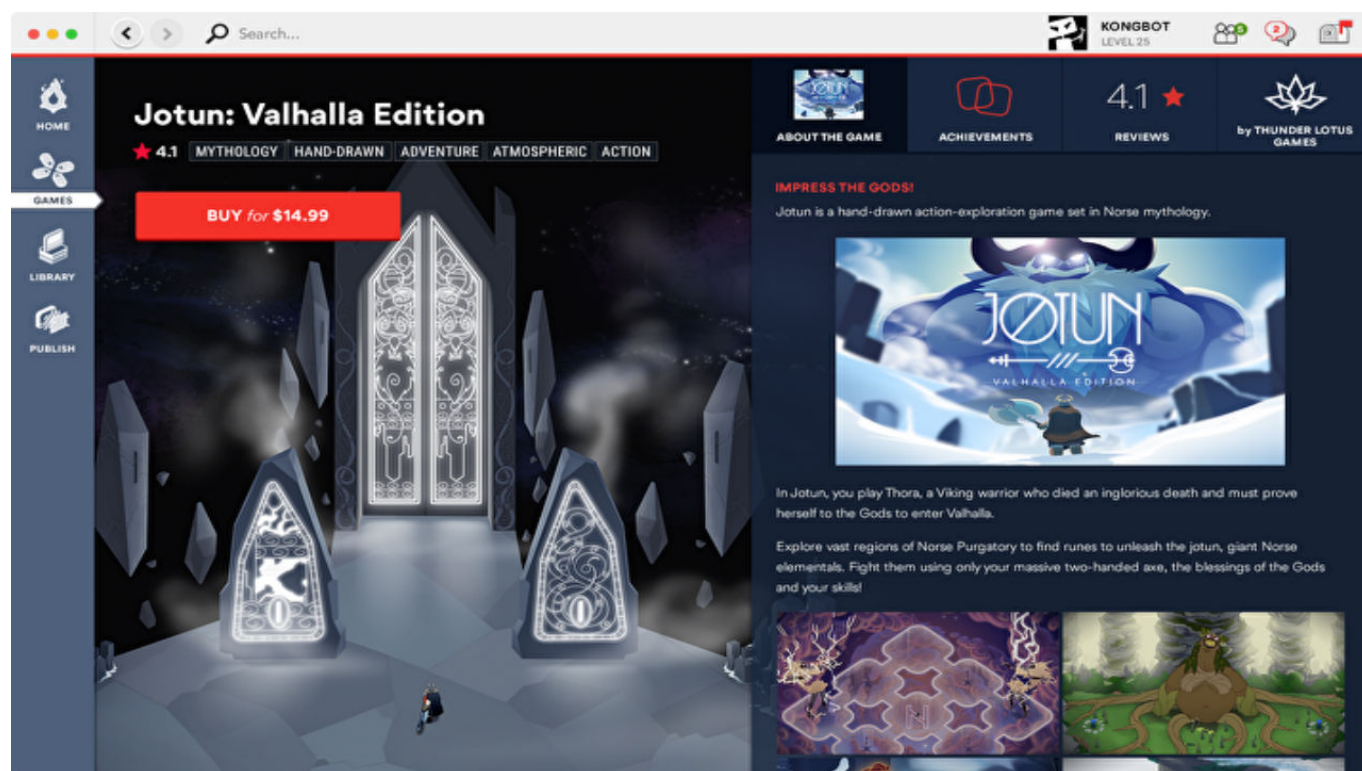 Search...
KONGBOT
LEVEL 25
5
2
HOME
GAMES
LIBRARY
PUBLISH
Jotun: Valhalla Edition
4.1 MYTHOLOGY HAND-DRAWN ADVENTURE ATMOSPHERIC ACTION
BUY for $14.99
ABOUT THE GAME
ACHIEVEMENTS
4.1
REVIEWS
by THUNDER LOTUS
GAMES
IMPRESS THE GODS!
Jotun is a hand-drawn action-exploration game set in Norse mythology.
JOTUN
VALHALLA EDITION
In Jotun, you play Thora, a Viking warrior who died an inglorious death and must prove
herself to the Gods to enter Valhalla.
Explore vast regions of Norse Purgatory to find runes to unleash the jotun, giant Norse
elementals. Fight them using only your massive two-handed axe, the blessings of the Gods
and your skills!